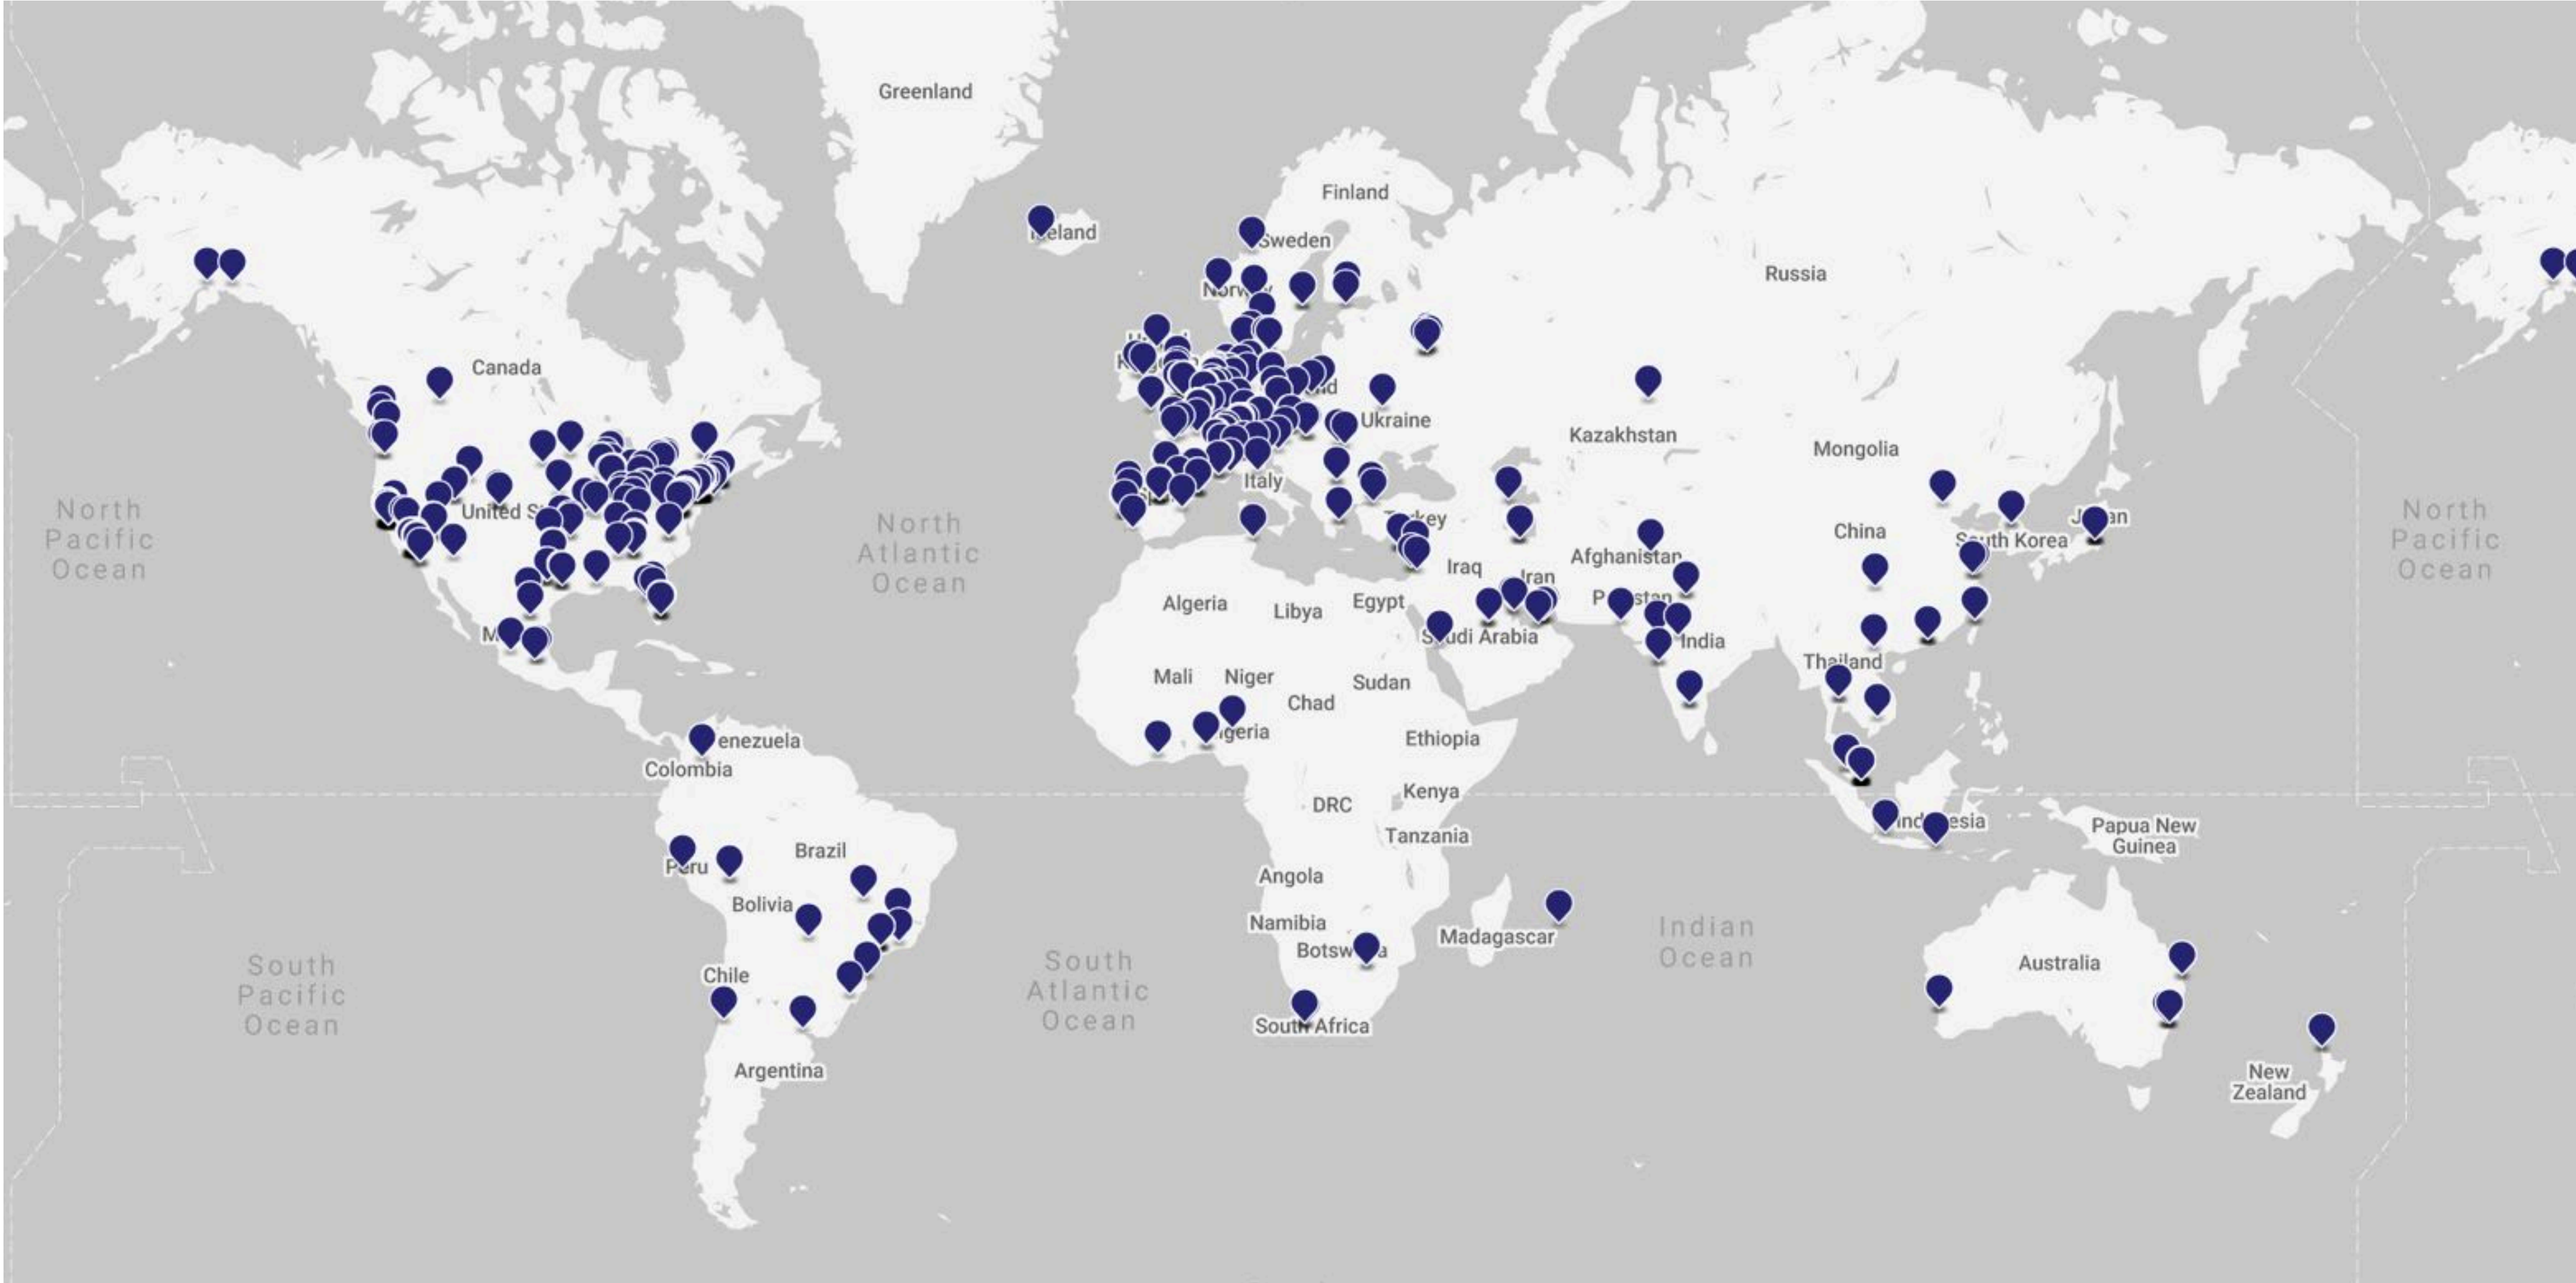 Greenland
Finland
Sweden
Russia
Canada
Ukraine
Kazakhstan
Mongolia
Italy
North
Pacific
Ocean
North
Atlantic
Ocean
China
South Korea
North
Pacific
Ocean
Afghanistan
Iraq
Iran
Algeria
Libya
Egypt
India
Thailand
Mali
Niger
Chad
Sudan
Ethiopia
Colombia
Kenya
DRC
Tanzania
Papua New
Guinea
Brazil
Angola
Bolivia
Namibia
Madagascar
Indian
Ocean
South
Pacific
Ocean
Chile
South
Atlantic
Ocean
Australia
South Africa
Argentina
New
Zealand